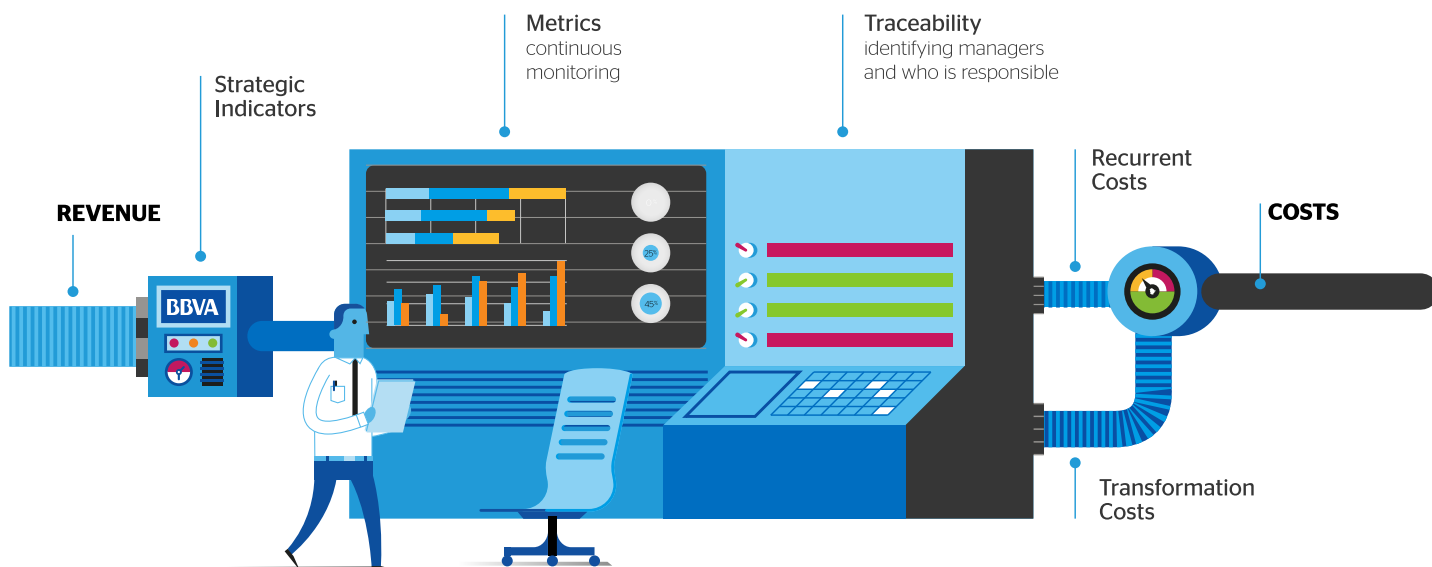 Metrics
continuous
monitoring
Traceability
identifying managers
and who is responsible
Strategic
Indicators
Recurrent
Costs
REVENUE
COSTS
BBVA
25%
45%
Transformation
Costs